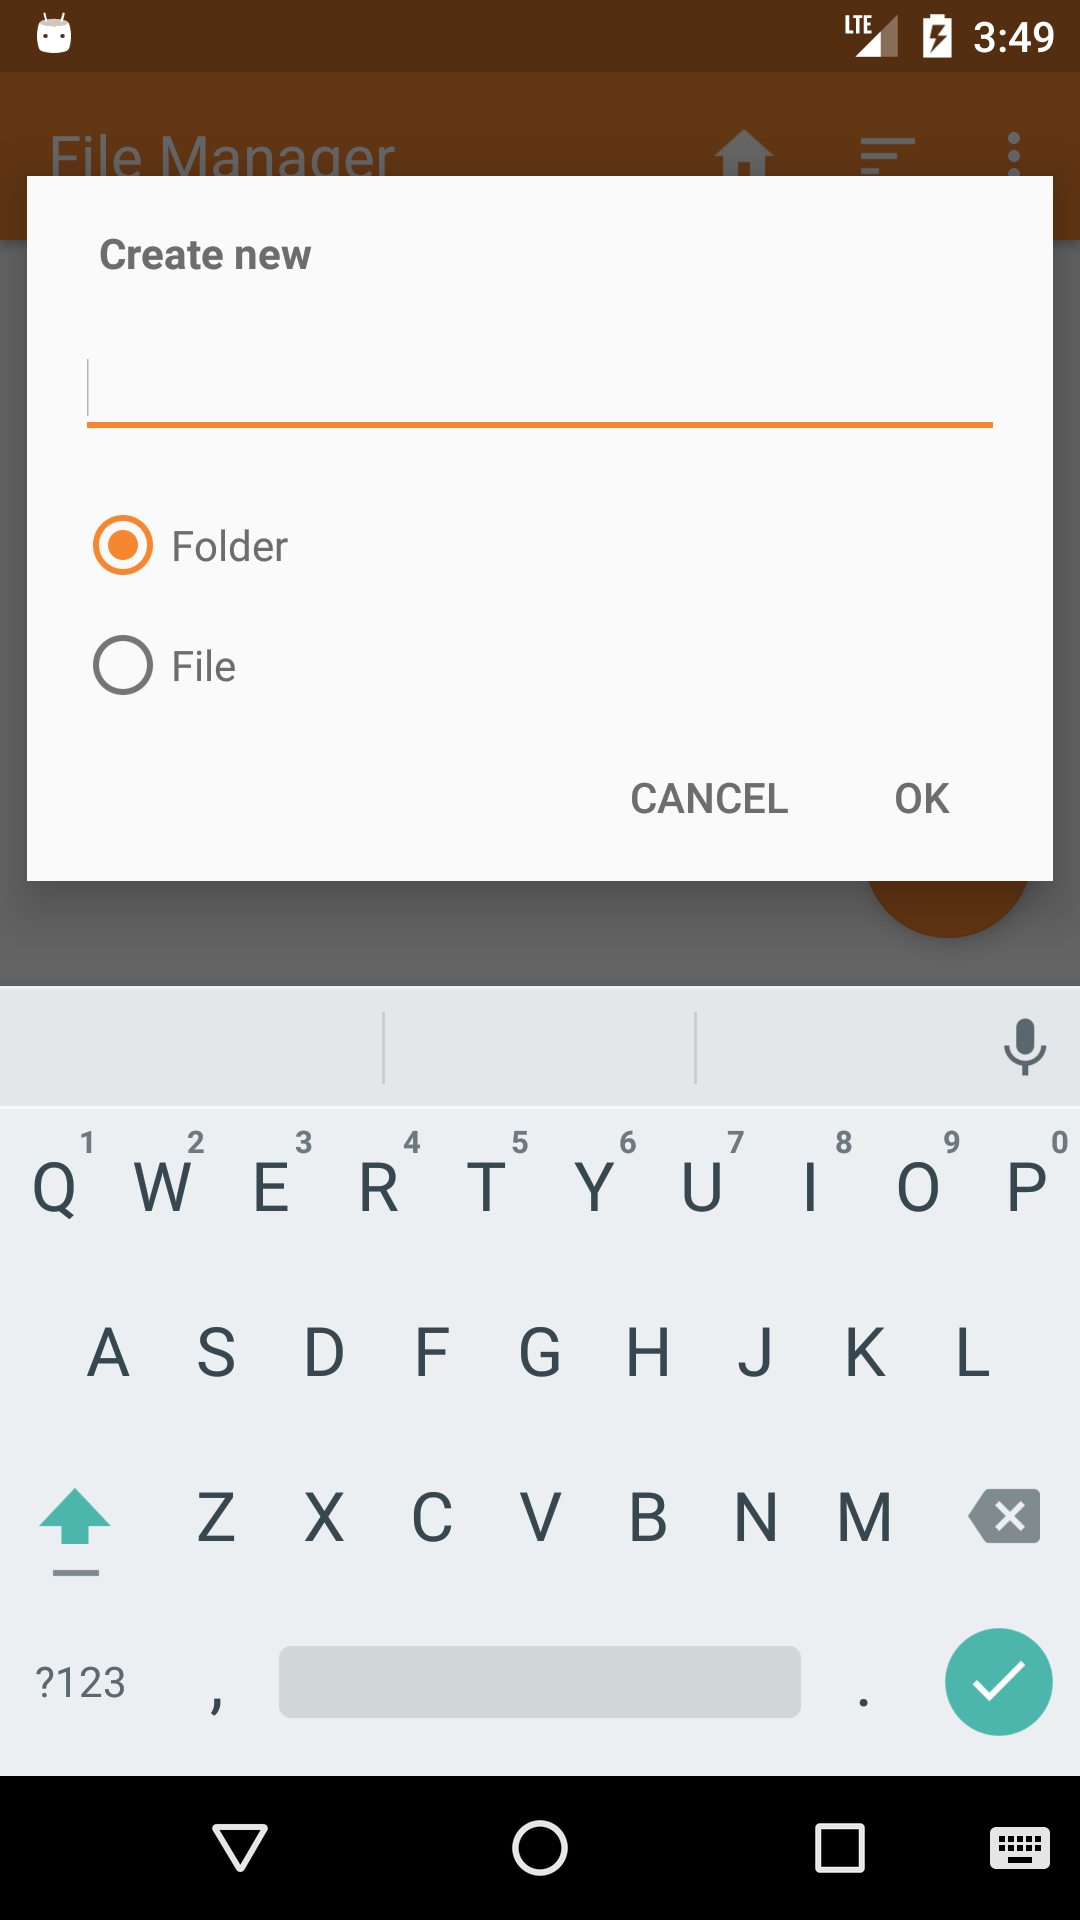 LTE 3:49
File Manager
Create new
Folder
File
CANCEL OK
1 2 3 4 5 6 7 8 9 0
Q W E R T Y U I O P
A S D F G H J K L
Z X C V B N M
?123 , .